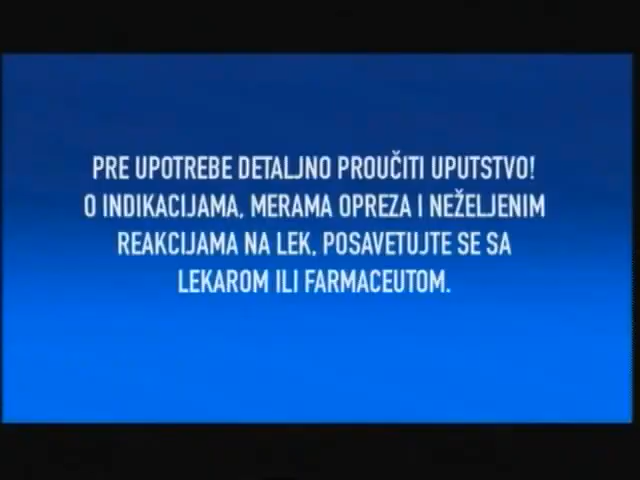 PRE UPOTREBE DETALJNO PROUČITI UPUTSTVO!
O INDIKACIJAMA, MERAMA OPREZA I NEŽELJENIM
REAKCIJAMA NA LEK, POSAVETUJTE SE SA
LEKAROM ILI FARMACEUTOM.